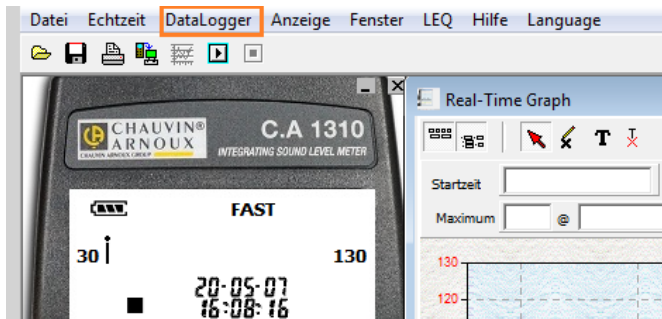 Datei Echtzeit DataLogger Anzeige Fenster LEQ Hilfe Language
CHAUVIN®
ARNOUX
CHAUVIN ARNOUX GROUP
C.A 1310
INTEGRATING SOUND LEVEL METER
FAST
30
130
20-05-07
16:08:16
Real-Time Graph
T T
Startzeit
Maximum @
130
120